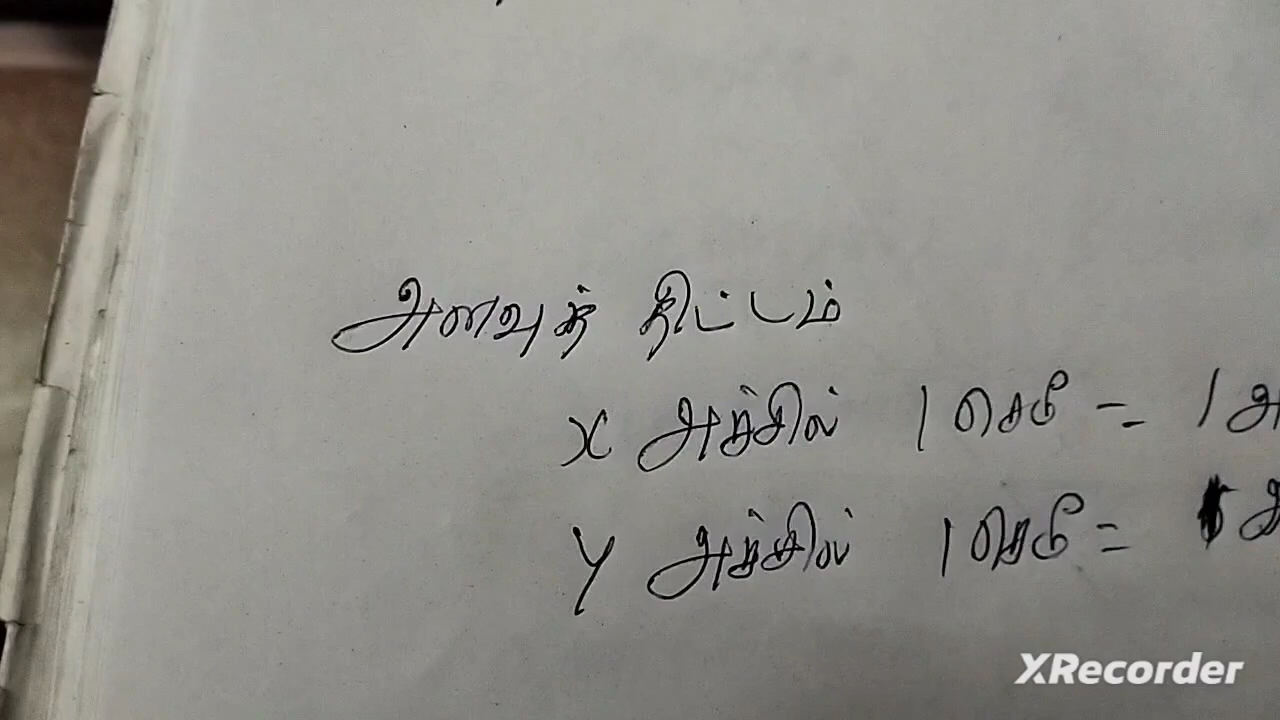 அளவுத் திட்டம்
x அச்சில் 1 செமீ = 1 அ
y அச்சில் 1 செமீ =
XRecorder